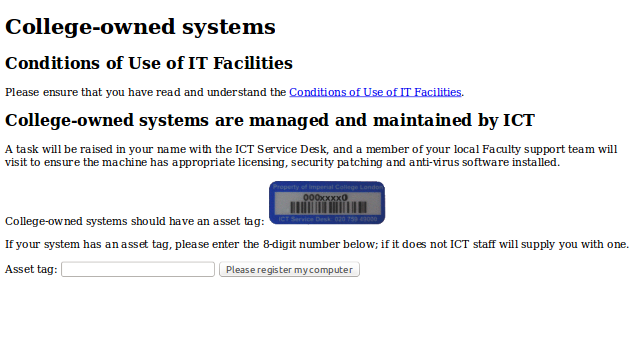 College-owned systems
Conditions of Use of IT Facilities
Please ensure that you have read and understand the Conditions of Use of IT Facilities.
College-owned systems are managed and maintained by ICT
A task will be raised in your name with the ICT Service Desk, and a member of your local Faculty support team will
visit to ensure the machine has appropriate licensing, security patching and anti-virus software installed.
Property of Imperial College London
000xxxx0
ICT Service Desk 020 759 49000
College-owned systems should have an asset tag:
If your system has an asset tag, please enter the 8-digit number below; if it does not ICT staff will supply you with one.
Asset tag: Please register my computer